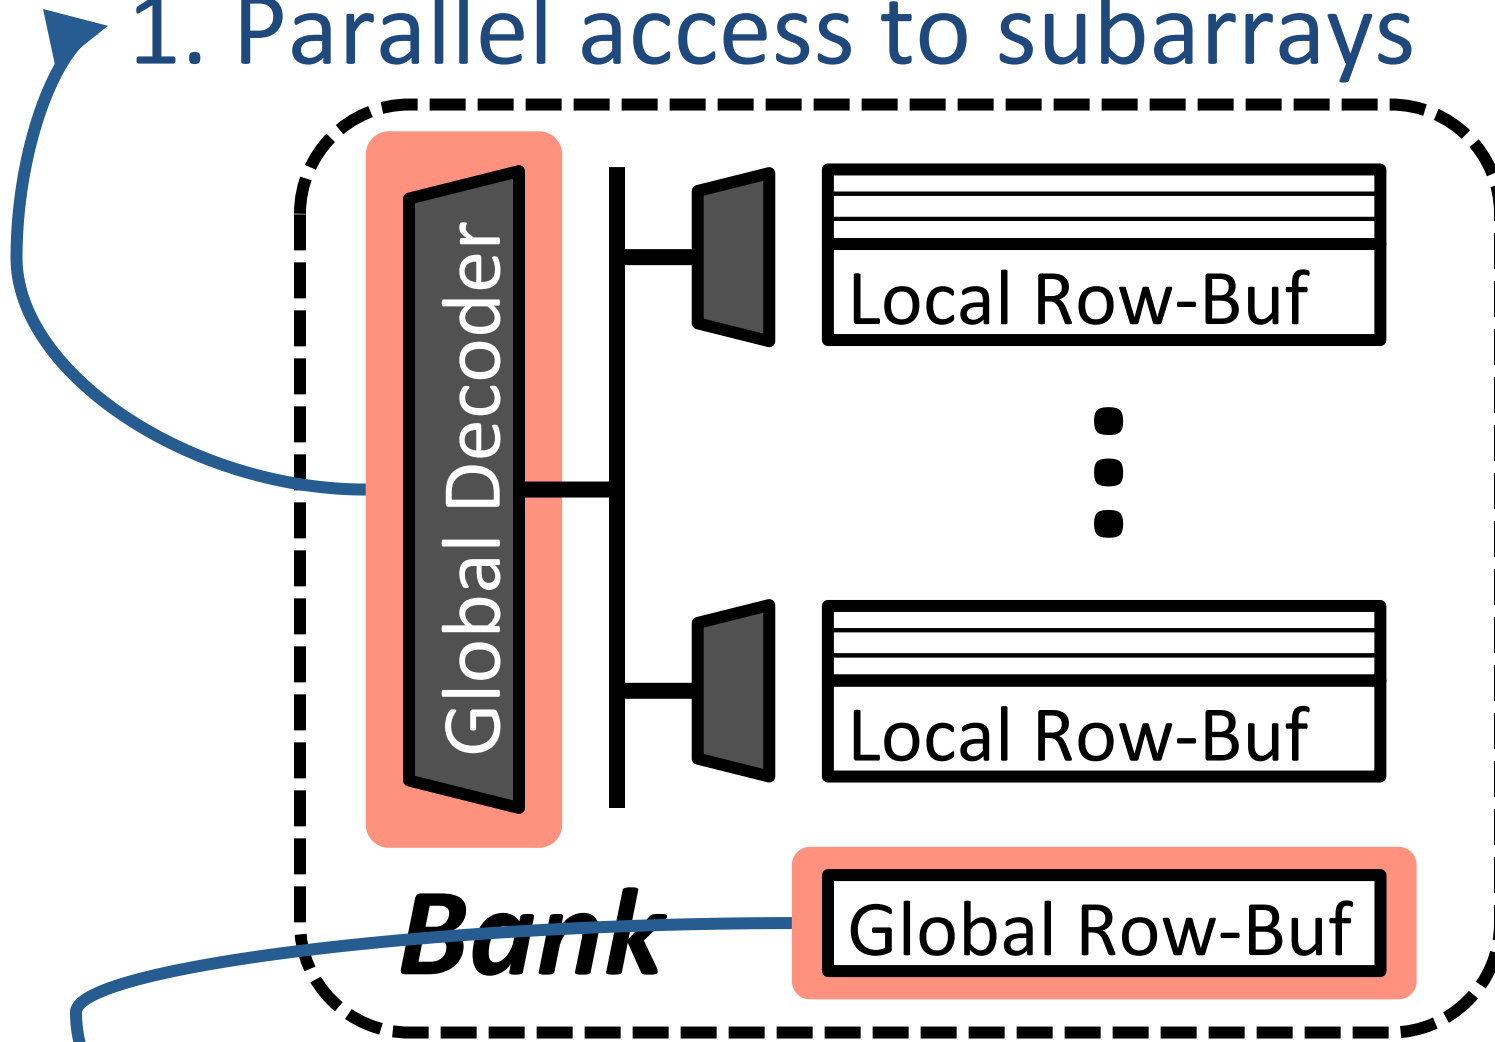 1. Parallel access to subarrays
Global Decoder
Local Row-Buf
Local Row-Buf
Bank
Global Row-Buf